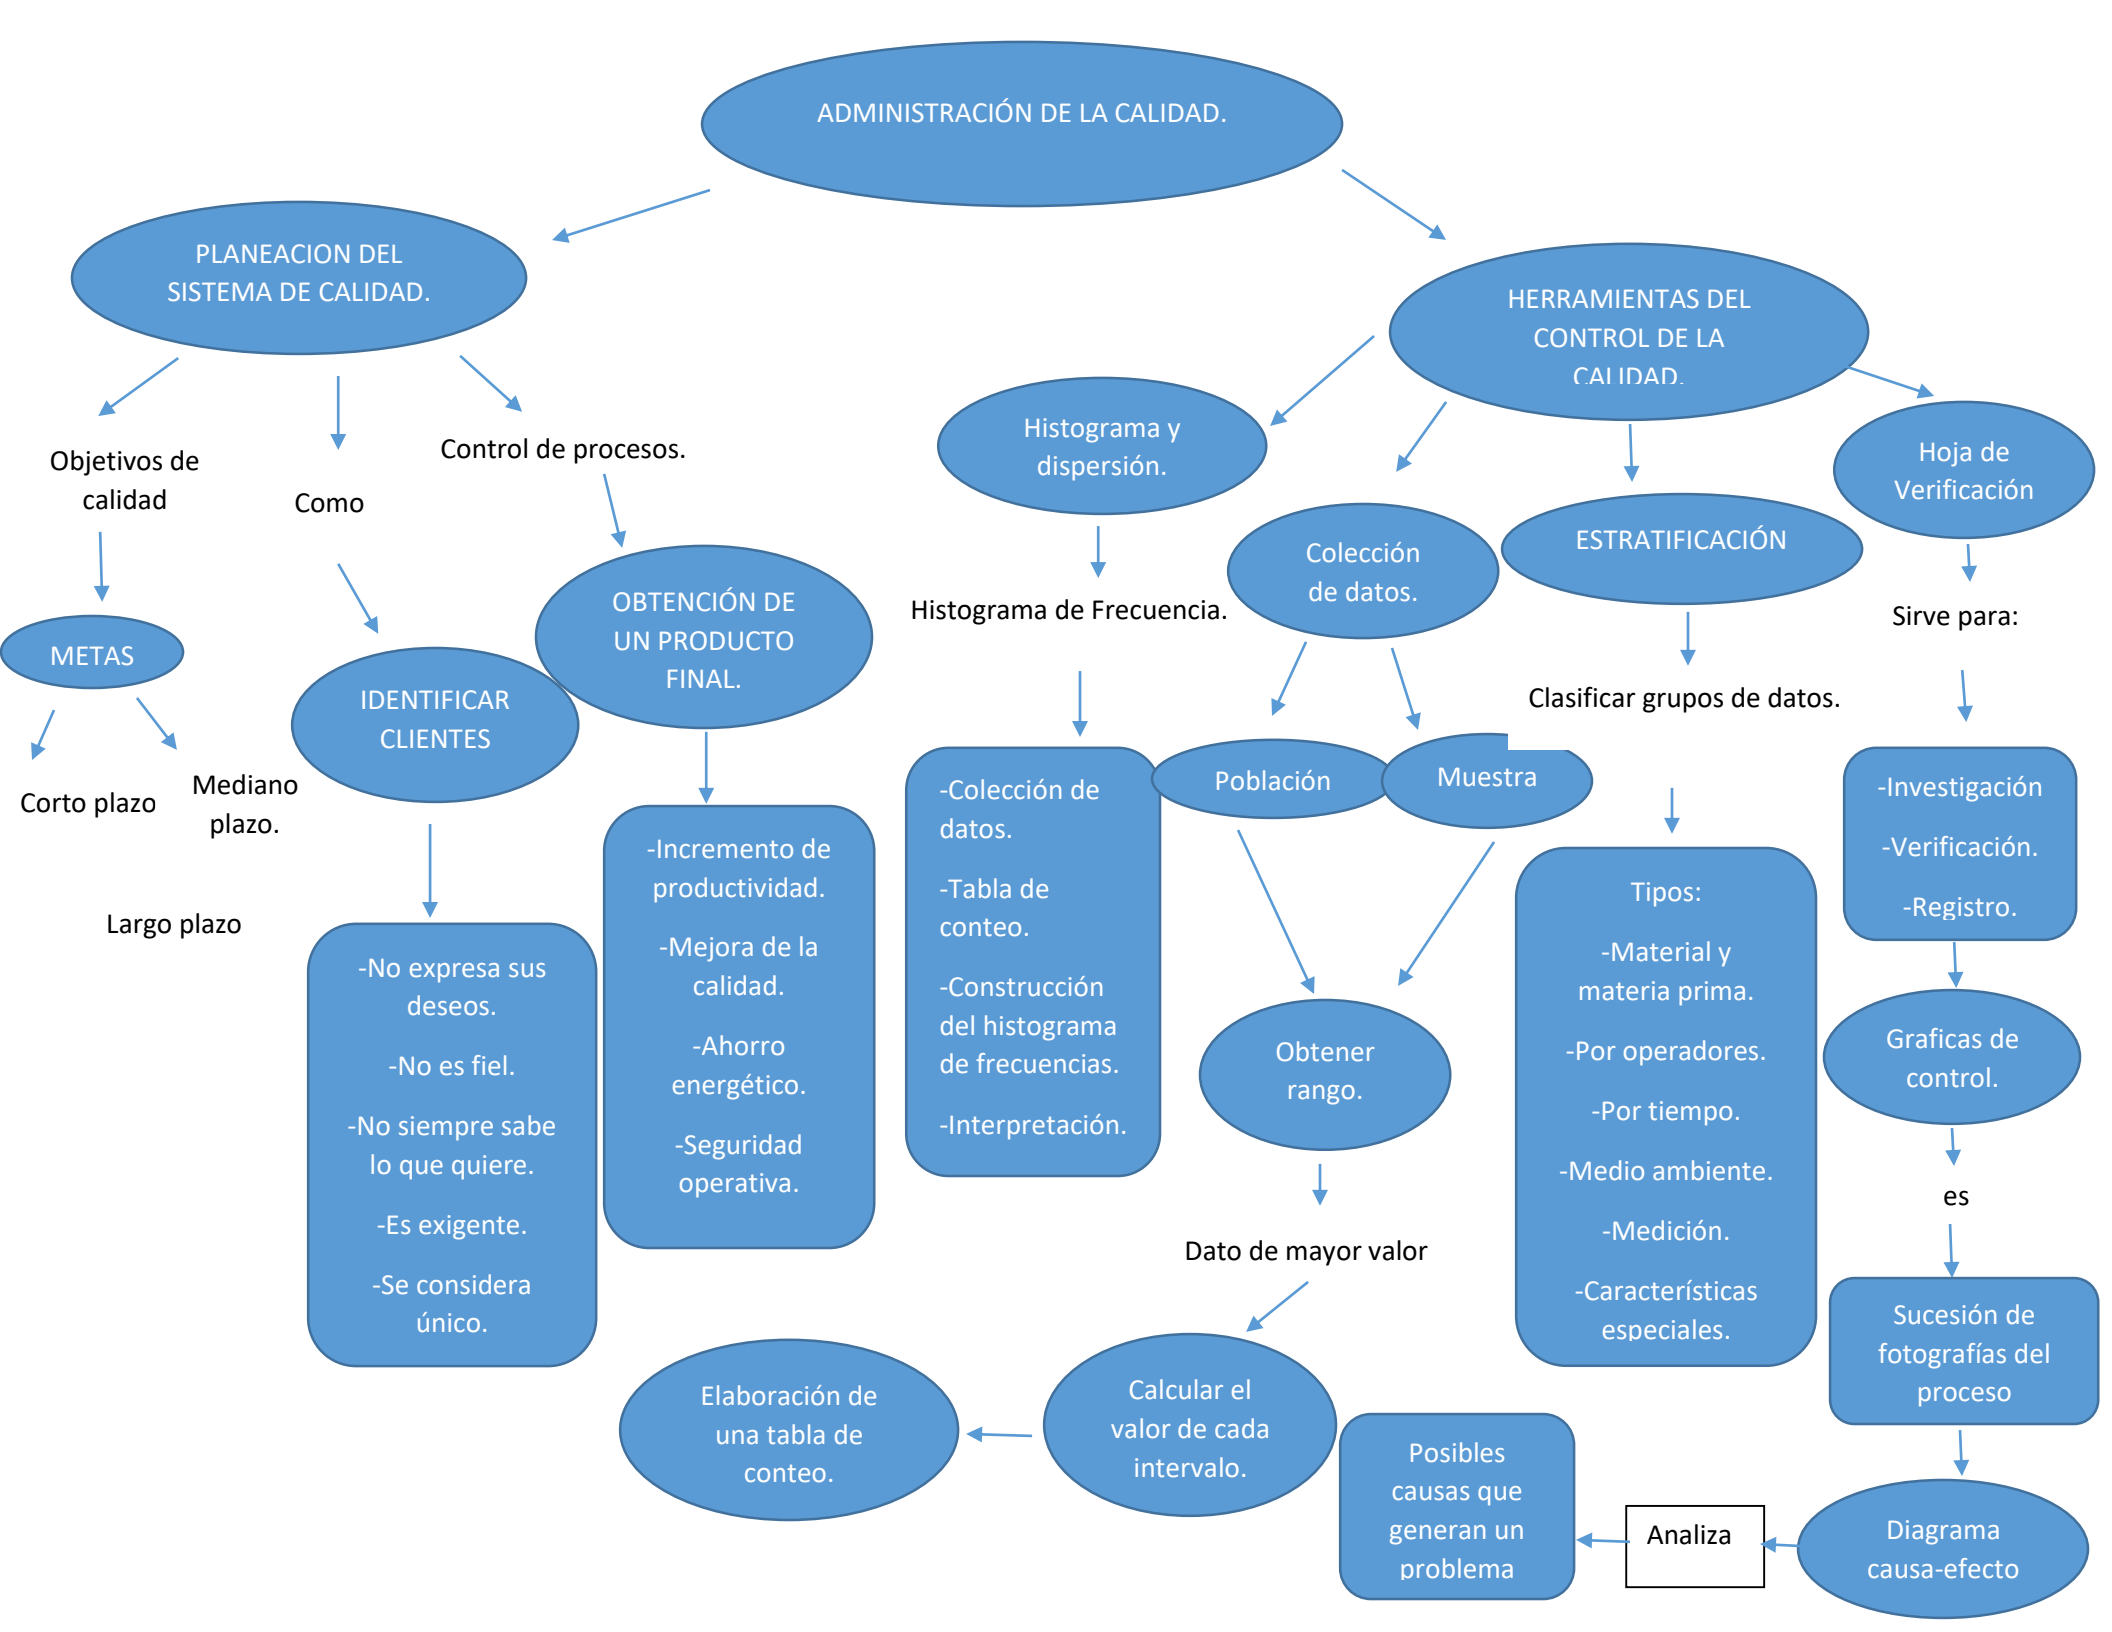 ADMINISTRACIÓN DE LA CALIDAD.
PLANEACION DEL
SISTEMA DE CALIDAD.
Objetivos de
calidad
METAS
Corto plazo
Mediano
plazo.
Largo plazo
Como
IDENTIFICAR
CLIENTES
-No expresa sus
deseos.
-No es fiel.
-No siempre sabe
lo que quiere.
-Es exigente.
-Se considera
único.
Control de procesos.
OBTENCIÓN DE
UN PRODUCTO
FINAL.
-Incremento de
productividad.
-Mejora de la
calidad.
-Ahorro
energético.
-Seguridad
operativa.
HERRAMIENTAS DEL
CONTROL DE LA
CALIDAD.
Histograma y
dispersión.
Histograma de Frecuencia.
-Colección de
datos.
-Tabla de
conteo.
-Construcción
del histograma
de frecuencias.
-Interpretación.
Colección
de datos.
Población
Muestra
Obtener
rango.
Dato de mayor valor
Calcular el
valor de cada
intervalo.
Elaboración de
una tabla de
conteo.
ESTRATIFICACIÓN
Clasificar grupos de datos.
Tipos:
-Material y
materia prima.
-Por operadores.
-Por tiempo.
-Medio ambiente.
-Medición.
-Características
especiales.
Hoja de
Verificación
Sirve para:
-Investigación
-Verificación.
-Registro.
Graficas de
control.
es
Sucesión de
fotografías del
proceso
Diagrama
causa-efecto
Analiza
Posibles
causas que
generan un
problema